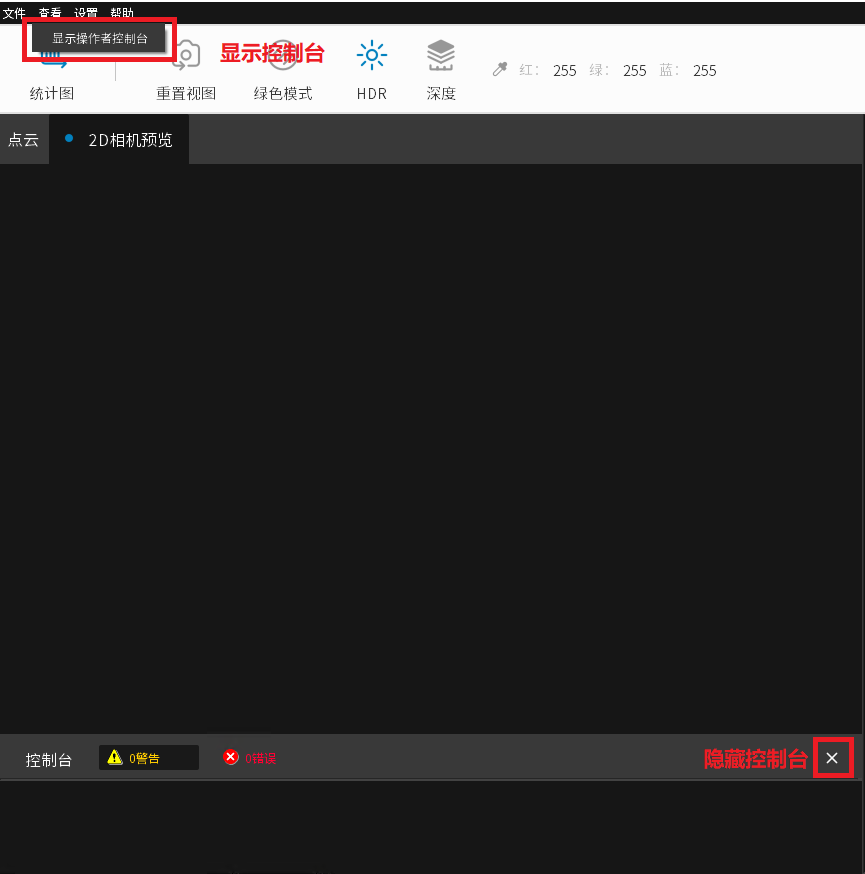 文件 查看 设置 帮助
显示操作者控制台
显示控制台
统计图 重置视图 绿色模式 HDR 深度
红: 255 绿: 255 蓝: 255
点云 2D相机预览
控制台 0警告 0错误
隐藏控制台